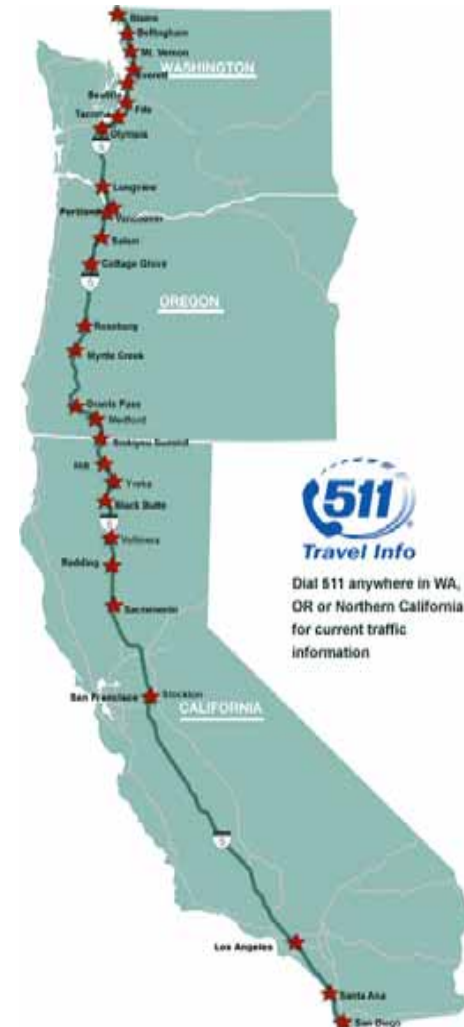 Blaine
Bellingham
Mt. Vernon
WASHINGTON
Everett
Seattle
Fife
Tacoma
Olympia
5
Longview
Portland
Vancouver
Salem
Cottage Grove
5
OREGON
Roseburg
Myrtle Creek
Grants Pass
Medford
Siskiyou Summit
Hilt
Yreka
Black Butte
5
Vollmers
Redding
Sacramento
San Francisco
Stockton
CALIFORNIA
5
Los Angeles
Santa Ana
San Diego
511
Travel Info
Dial 511 anywhere in WA,
OR or Northern California
for current traffic
information